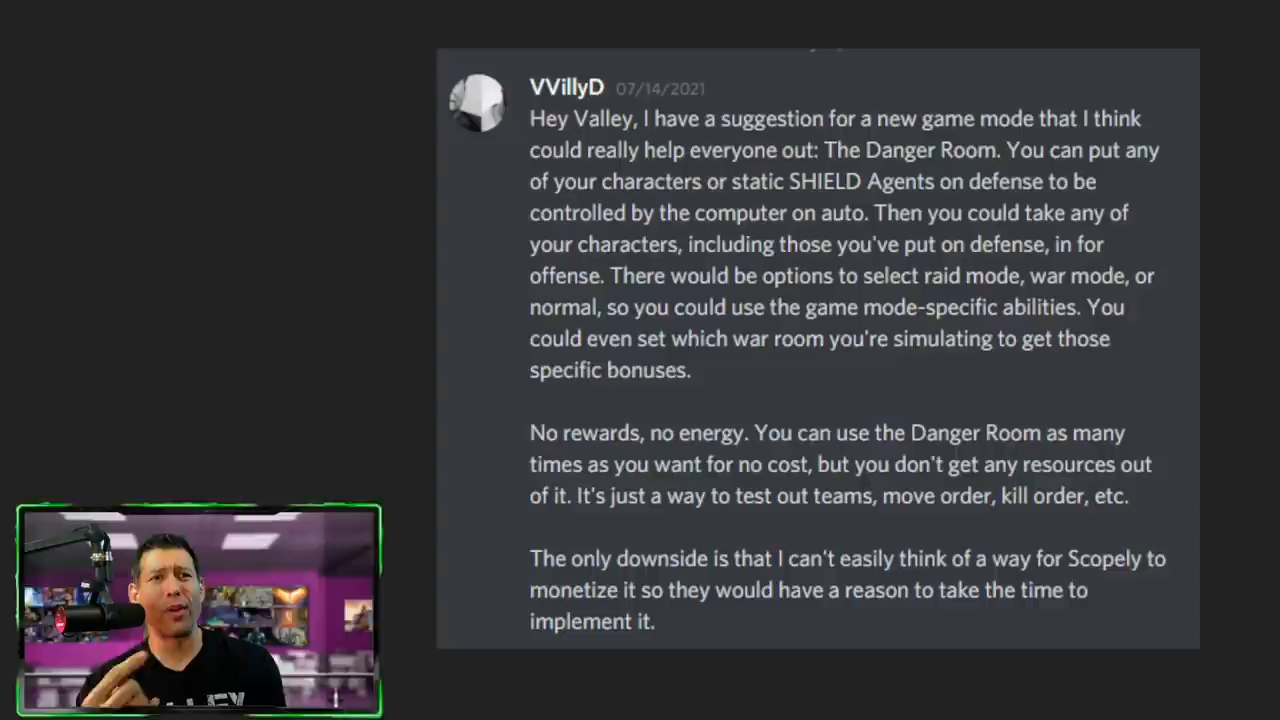 VVillyD 07/14/2021
Hey Valley, I have a suggestion for a new game mode that I think
could really help everyone out: The Danger Room. You can put any
of your characters or static SHIELD Agents on defense to be
controlled by the computer on auto. Then you could take any of
your characters, including those you've put on defense, in for
offense. There would be options to select raid mode, war mode, or
normal, so you could use the game mode-specific abilities. You
could even set which war room you're simulating to get those
specific bonuses.
No rewards, no energy. You can use the Danger Room as many
times as you want for no cost, but you don't get any resources out
of it. It's just a way to test out teams, move order, kill order, etc.
The only downside is that I can't easily think of a way for Scopely to
monetize it so they would have a reason to take the time to
implement it.